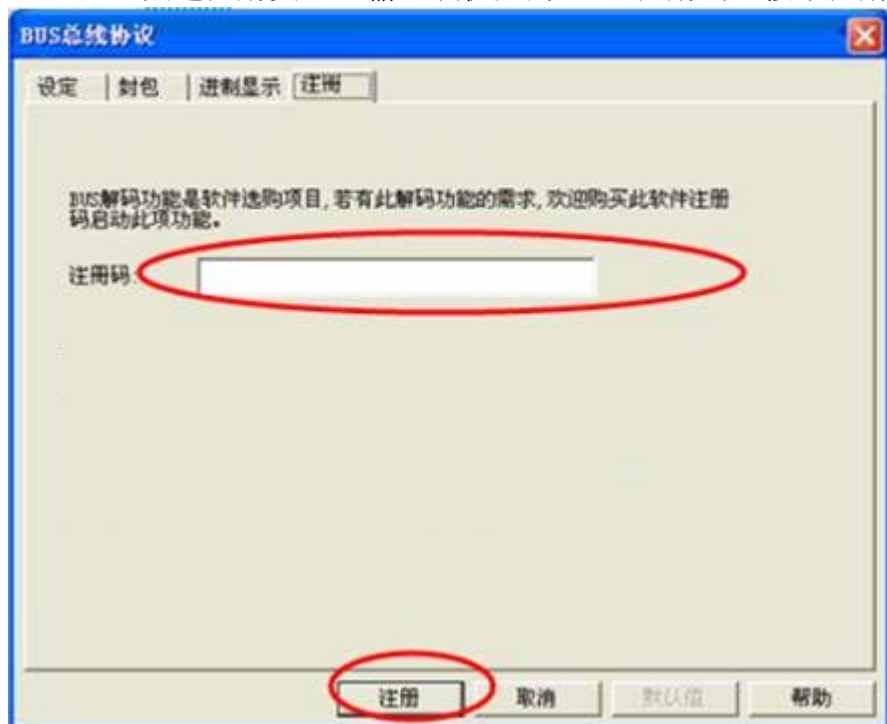 BUS总线协议
设定 封包 进制显示 注册
BUS解码功能是软件选购项目,若有此解码功能的需求,欢迎购买此软件注册
码启动此项功能。
注册码:
注册 取消 默认值 帮助